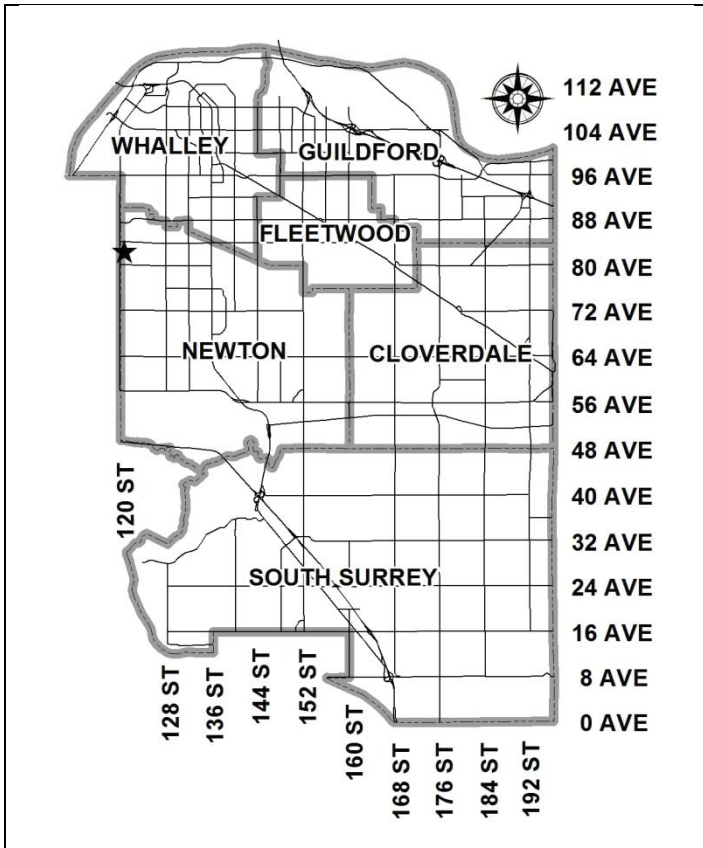 112 AVE
104 AVE
WHALLEY
GUILDFORD
96 AVE
88 AVE
FLEETWOOD
80 AVE
72 AVE
NEWTON
CLOVERDALE
64 AVE
56 AVE
48 AVE
120 ST
40 AVE
32 AVE
SOUTH SURREY
24 AVE
16 AVE
128 ST
136 ST
144 ST
152 ST
160 ST
8 AVE
0 AVE
168 ST
176 ST
184 ST
192 ST